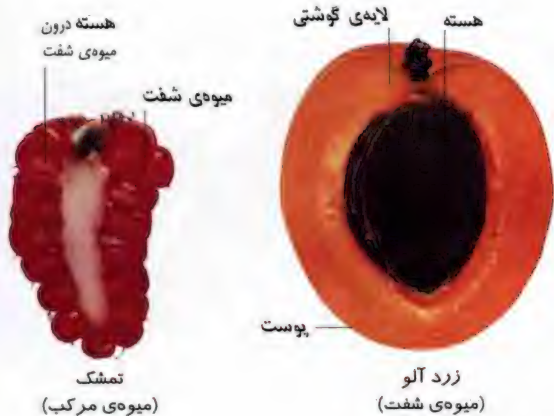 هسته
لایه‌ی گوشتی
پوست
زرد آلو
(میوه‌ی شفت)
هسته درون
میوه‌ی شفت
میوه‌ی شفت
تمشک
(میوه‌ی مرکب)